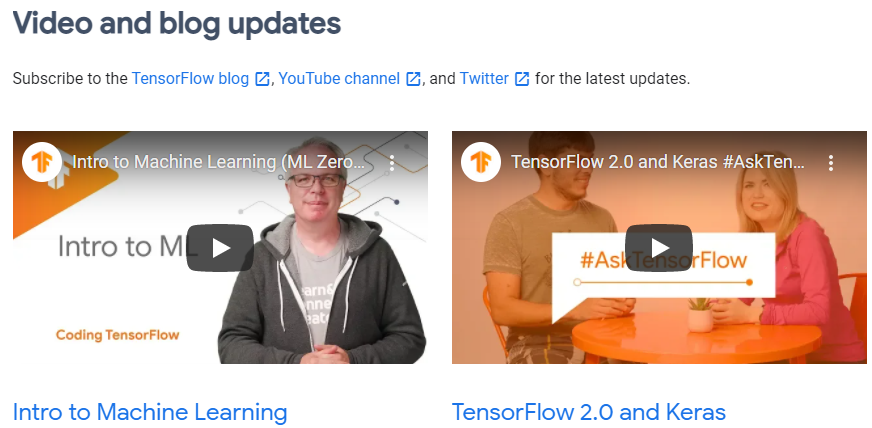 Video and blog updates
Subscribe to the TensorFlow blog, YouTube channel, and Twitter for the latest updates.
Intro to Machine Learning (ML Zero...
TensorFlow 2.0 and Keras #AskTen...
Intro to ML
#AskTensorFlow
Coding TensorFlow
Intro to Machine Learning
TensorFlow 2.0 and Keras